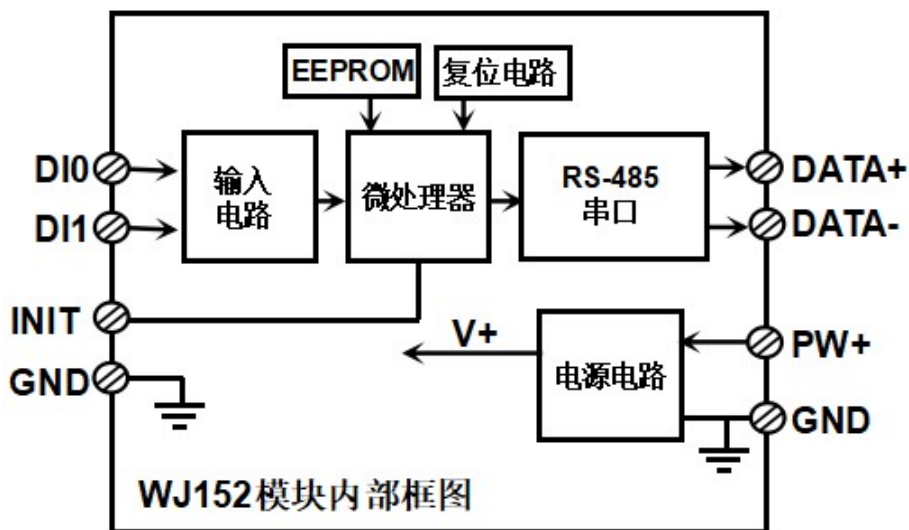 EEPROM
复位电路
DI0
DI1
输入
电路
微处理器
RS-485
串口
DATA+
DATA-
INIT
GND
V+
电源电路
PW+
GND
WJ152模块内部框图